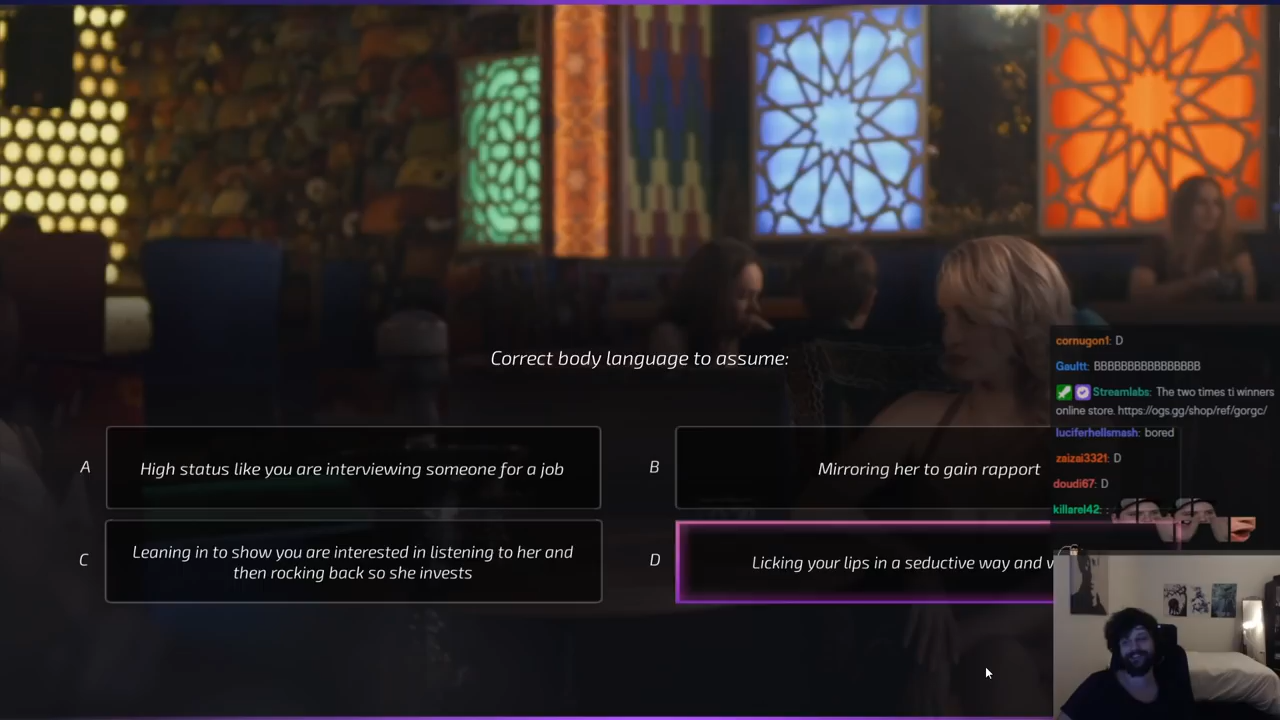 Correct body language to assume:
A
High status like you are interviewing someone for a job
B
Mirroring her to gain rapport
C
Leaning in to show you are interested in listening to her and
then rocking back so she invests
D
Licking your lips in a seductive way and
cornugon1: D
Gaultt: BBBBBBBBBBBBBBBB
Streamlabs: The two times ti winners
online store. https://ogs.gg/shop/ref/gorgc/
luciferhellsmash: bored
zaizai3321: D
doudi67: D
killarel42: :